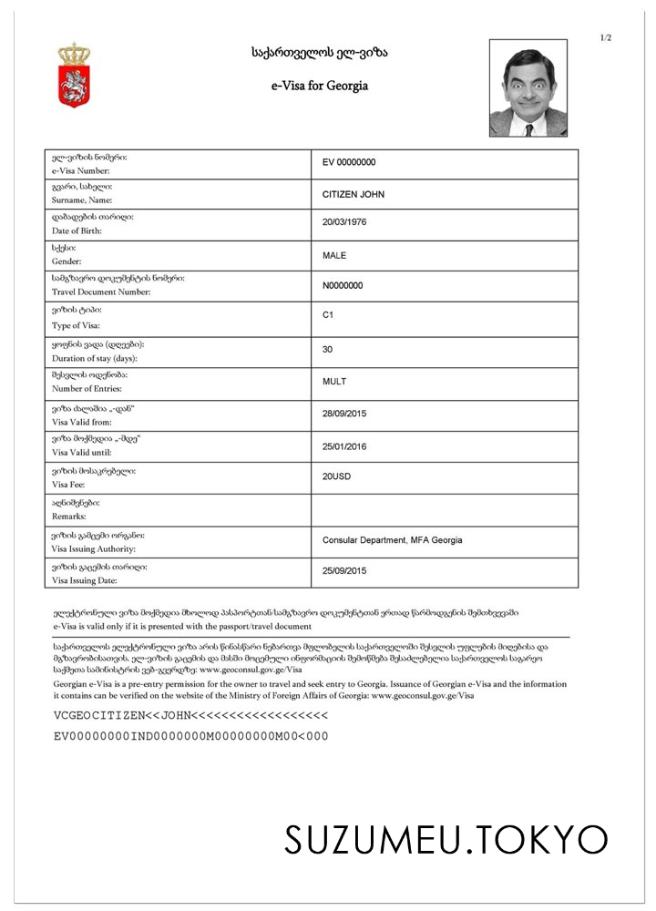 1/2
საქართველოს ელ-ვიზა
e-Visa for Georgia
ელ-ვიზის ნომერი:
e-Visa Number:
EV 00000000
გვარი, სახელი:
Surname, Name:
CITIZEN JOHN
დაბადების თარიღი:
Date of Birth:
20/03/1976
სქესი:
Gender:
MALE
სამგზავრო დოკუმენტის ნომერი:
Travel Document Number:
N0000000
ვიზის ტიპი:
Type of Visa:
C1
ყოფნის ვადა (დღეები):
Duration of stay (days):
30
შესვლის ოდენობა:
Number of Entries:
MULT
ვიზა ძალაშია „-დან“
Visa Valid from:
28/09/2015
ვიზა მოქმედია „-მდე“
Visa Valid until:
25/01/2016
ვიზის მოსაკრებელი:
Visa Fee:
20USD
აღნიშვნები:
Remarks:
ვიზის გამცემი ორგანო:
Visa Issuing Authority:
Consular Department, MFA Georgia
ვიზის გაცემის თარიღი:
Visa Issuing Date:
25/09/2015
ელექტრონული ვიზა მოქმედია მხოლოდ პასპორტთან/სამგზავრო დოკუმენტთან ერთად წარმოდგენის შემთხვევაში
e-Visa is valid only if it is presented with the passport/travel document
საქართველოს ელექტრონული ვიზა არის წინასწარი ნებართვა მფლობელის საქართველოში შესვლის უფლების მიღებისა და
მგზავრობისათვის. ელ-ვიზის გაცემის და მასში მოცემული ინფორმაციის შემოწმება შესაძლებელია საქართველოს საგარეო
საქმეთა სამინისტროს ვებ-გვერდზე: www.geoconsul.gov.ge/Visa
Georgian e-Visa is a pre-entry permission for the owner to travel and seek entry to Georgia. Issuance of Georgian e-Visa and the information
it contains can be verified on the website of the Ministry of Foreign Affairs of Georgia: www.geoconsul.gov.ge/Visa
VCGEOCITIZEN<<JOHN<<<<<<<<<<<<<<<<<<
EV00000000IND0000000M00000000M00<000
SUZUMEU.TOKYO